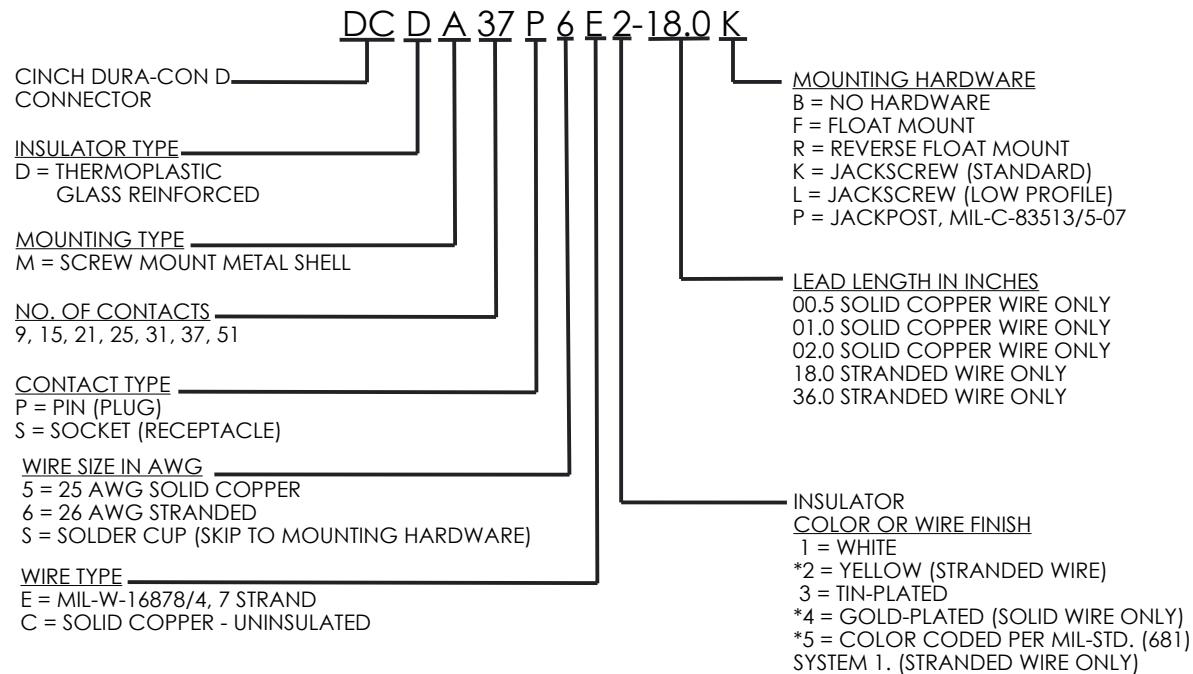 DC D A 37 P 6 E 2-18.0 K
CINCH DURA-CON D
CONNECTOR
INSULATOR TYPE
D = THERMOPLASTIC
GLASS REINFORCED
MOUNTING TYPE
M = SCREW MOUNT METAL SHELL
NO. OF CONTACTS
9, 15, 21, 25, 31, 37, 51
CONTACT TYPE
P = PIN (PLUG)
S = SOCKET (RECEPTACLE)
WIRE SIZE IN AWG
5 = 25 AWG SOLID COPPER
6 = 26 AWG STRANDED
S = SOLDER CUP (SKIP TO MOUNTING HARDWARE)
WIRE TYPE
E = MIL-W-16878/4, 7 STRAND
C = SOLID COPPER - UNINSULATED
MOUNTING HARDWARE
B = NO HARDWARE
F = FLOAT MOUNT
R = REVERSE FLOAT MOUNT
K = JACKSCREW (STANDARD)
L = JACKSCREW (LOW PROFILE)
P = JACKPOST, MIL-C-83513/5-07
LEAD LENGTH IN INCHES
00.5 SOLID COPPER WIRE ONLY
01.0 SOLID COPPER WIRE ONLY
02.0 SOLID COPPER WIRE ONLY
18.0 STRANDED WIRE ONLY
36.0 STRANDED WIRE ONLY
INSULATOR
COLOR OR WIRE FINISH
1 = WHITE
*2 = YELLOW (STRANDED WIRE)
3 = TIN-PLATED
*4 = GOLD-PLATED (SOLID WIRE ONLY)
*5 = COLOR CODED PER MIL-STD. (681)
SYSTEM 1. (STRANDED WIRE ONLY)